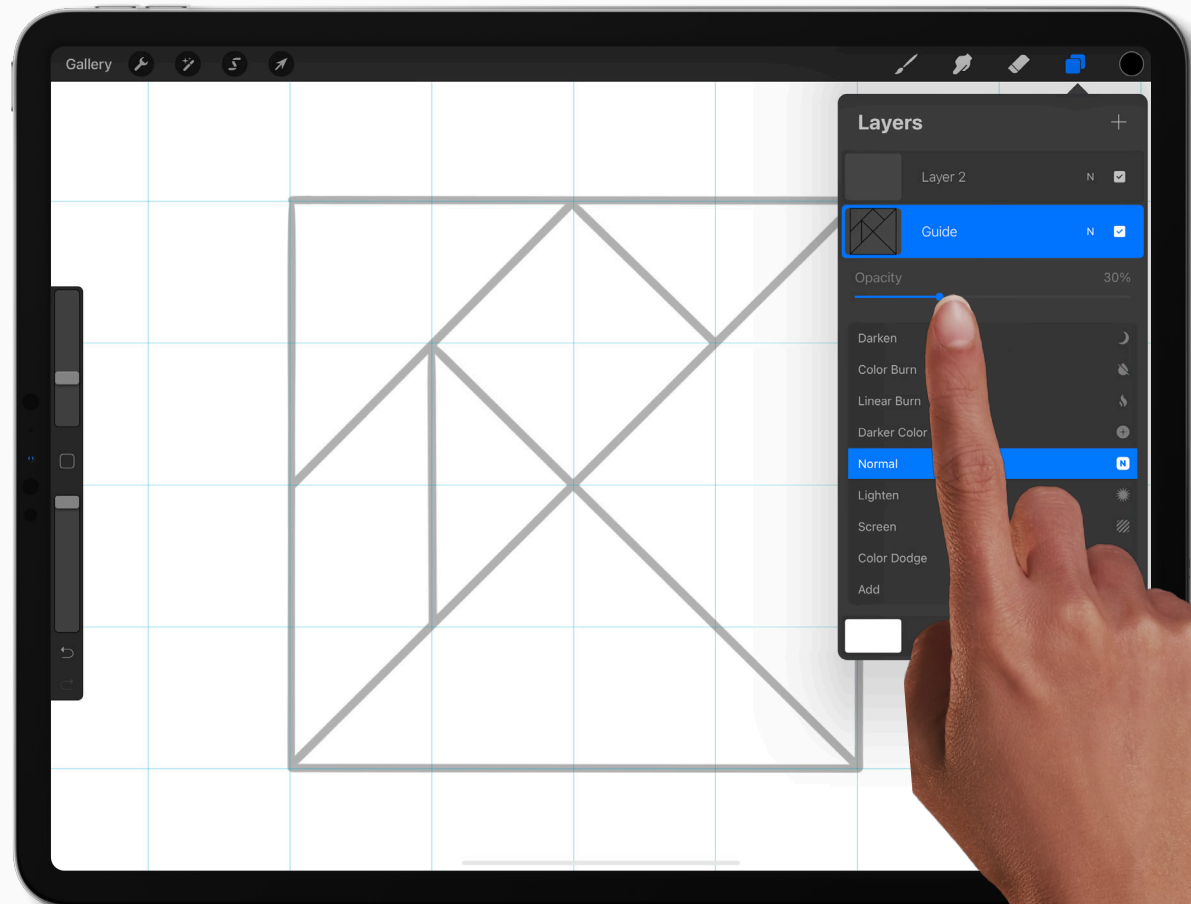 Gallery
Layers
Layer 2 N
Guide N
Opacity 30%
Darken
Color Burn
Linear Burn
Darker Color
Normal N
Lighten
Screen
Color Dodge
Add